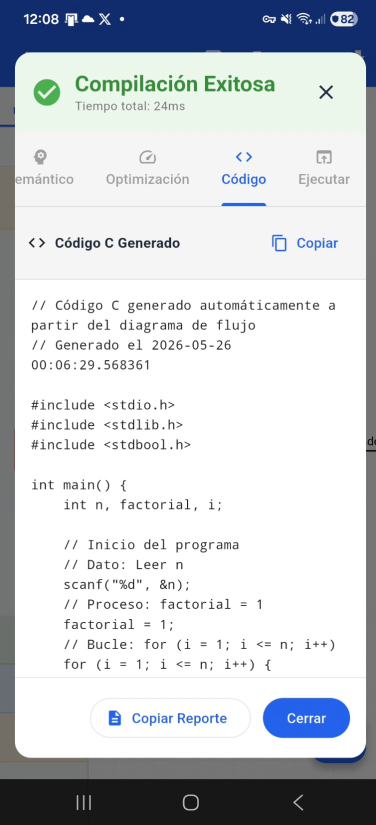 12:08
82
Compilación Exitosa
Tiempo total: 24ms
emántico
Optimización
Código
Ejecutar
<> Código C Generado
Copiar
// Código C generado automáticamente a
partir del diagrama de flujo
// Generado el 2026-05-26
00:06:29.568361
#include <stdio.h>
#include <stdlib.h>
#include <stdbool.h>
int main() {
    int n, factorial, i;
    // Inicio del programa
    // Dato: Leer n
    scanf("%d", &n);
    // Proceso: factorial = 1
    factorial = 1;
    // Bucle: for (i = 1; i <= n; i++)
    for (i = 1; i <= n; i++) {
de
Copiar Reporte
Cerrar